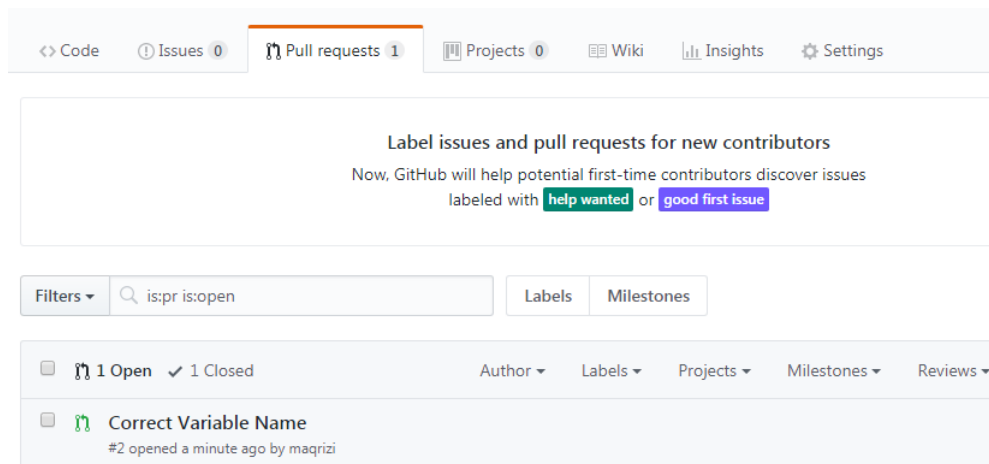 Code Issues 0 Pull requests 1 Projects 0 Wiki Insights Settings
Label issues and pull requests for new contributors
Now, GitHub will help potential first-time contributors discover issues
labeled with help wanted or good first issue
Filters is:pr is:open Labels Milestones
1 Open 1 Closed Author Labels Projects Milestones Reviews
Correct Variable Name
#2 opened a minute ago by maqrizi